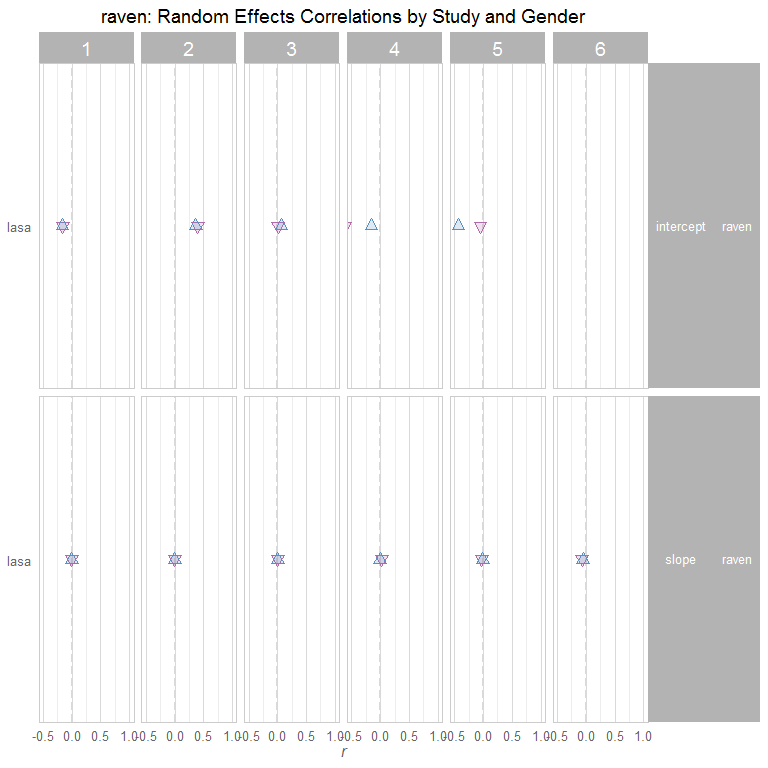 raven: Random Effects Correlations by Study and Gender
1 2 3 4 5 6
lasa intercept raven
lasa slope raven
-0.5 0.0 0.5 1.0 -0.5 0.0 0.5 1.0 -0.5 0.0 0.5 1.0 -0.5 0.0 0.5 1.0 -0.5 0.0 0.5 1.0 -0.5 0.0 0.5 1.0
r